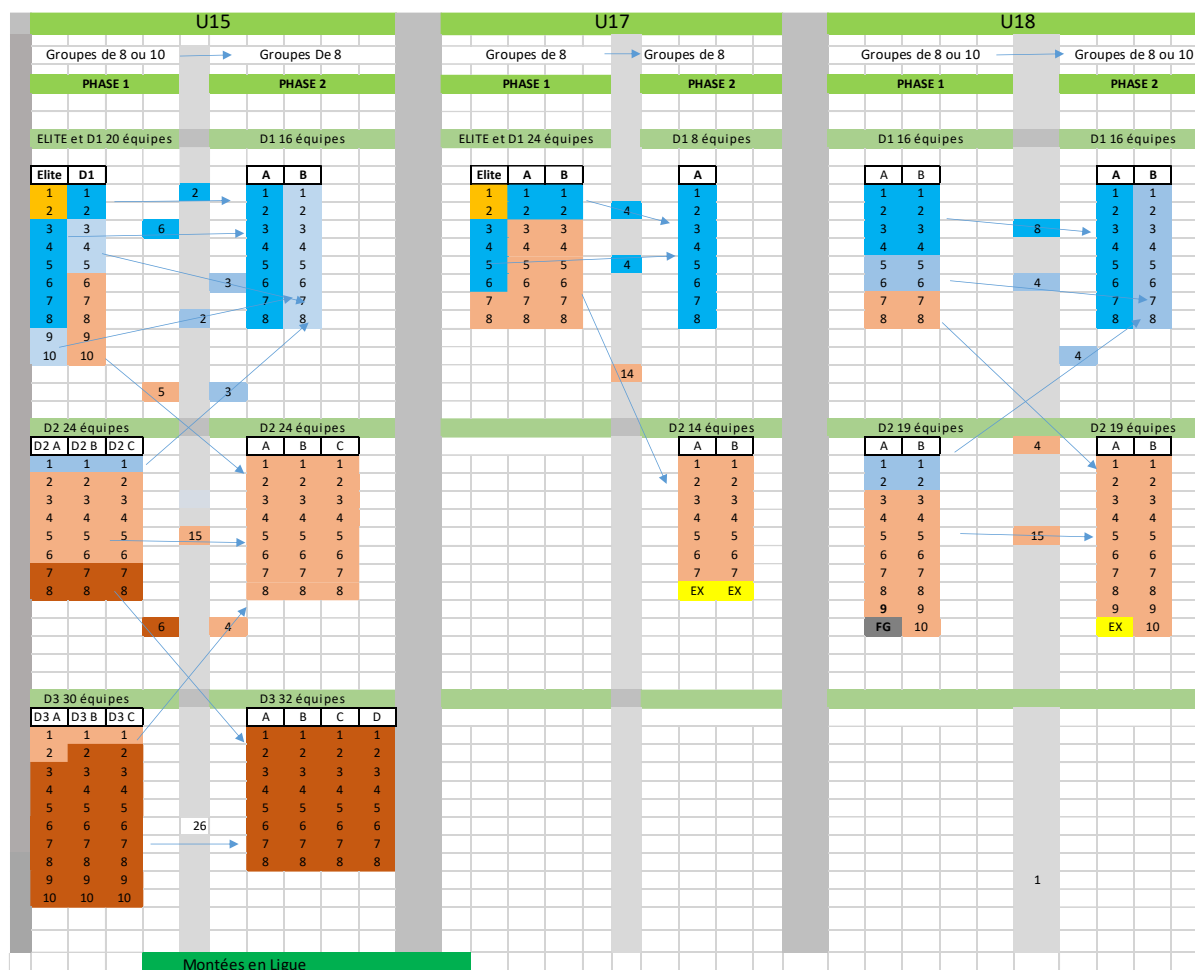 U15 U17 U18
Groupes de 8 ou 10 Groupes De 8 Groupes de 8 Groupes de 8 Groupes de 8 ou 10 Groupes de 8 ou 10
PHASE 1 PHASE 2 PHASE 1 PHASE 2 PHASE 1 PHASE 2
ELITE et D1 20 équipes D1 16 équipes ELITE et D1 24 équipes D1 8 équipes D1 16 équipes D1 16 équipes
Elite D1 A B Elite A B A A B A B
1 1 2 1 1 1 1 1 1 1 1 1 1
2 2 2 2 2 2 2 4 2 2 2 2 2
3 3 6 3 3 3 3 3 3 3 3 8 3 3
4 4 4 4 4 4 4 4 4 4 4 4
5 5 5 5 5 5 5 4 5 5 5 5 5
6 6 3 6 6 6 6 6 6 6 6 4 6 6
7 7 7 7 7 7 7 7 7 7 7 7
8 8 2 8 8 8 8 8 8 8 8 8 8
9 9
10 10 4
14
5 3
D2 24 équipes D2 24 équipes D2 14 équipes D2 19 équipes D2 19 équipes
D2 A D2 B D2 C A B C A B A B 4 A B
1 1 1 1 1 1 1 1 1 1 1 1
2 2 2 2 2 2 2 2 2 2 2 2
3 3 3 3 3 3 3 3 3 3 3 3
4 4 4 4 4 4 4 4 4 4 4 4
5 5 5 15 5 5 5 5 5 5 5 15 5 5
6 6 6 6 6 6 6 6 6 6 6 6
7 7 7 7 7 7 7 7 7 7 7 7
8 8 8 8 8 8 EX EX 8 8 8 8
9 9 9 9
6 4 FG 10 EX 10
D3 30 équipes D3 32 équipes
D3 A D3 B D3 C A B C D
1 1 1 1 1 1 1
2 2 2 2 2 2 2
3 3 3 3 3 3 3
4 4 4 4 4 4 4
5 5 5 5 5 5 5
6 6 6 26 6 6 6 6
7 7 7 7 7 7 7
8 8 8 8 8 8 8
9 9 9 1
10 10 10
Montées en Ligue